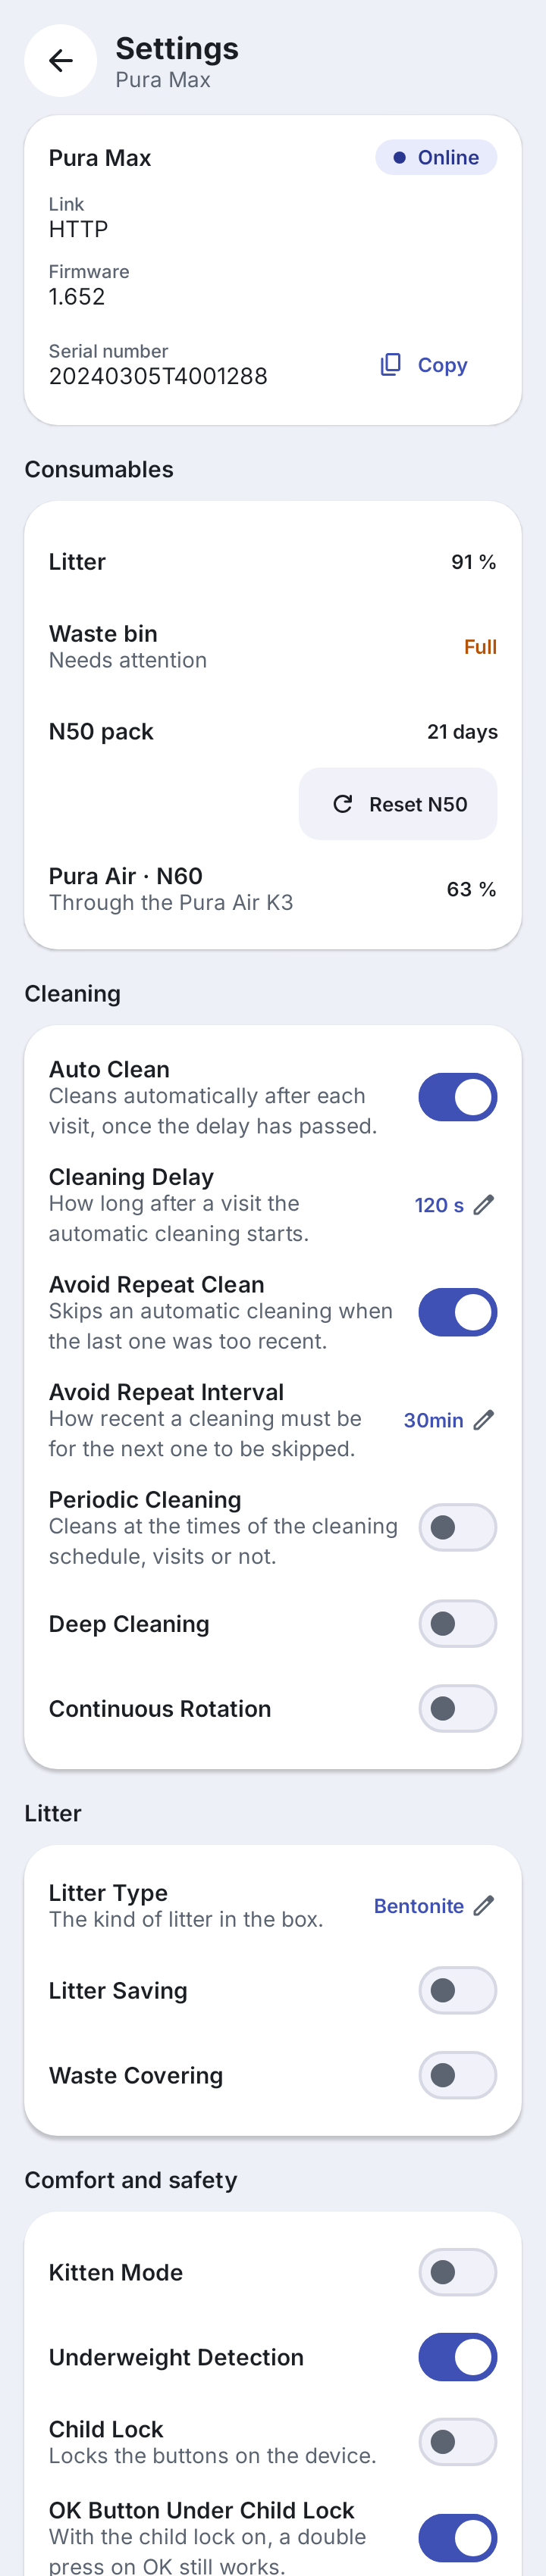 Settings
Pura Max
Pura Max
Online
Link
HTTP
Firmware
1.652
Serial number
20240305T4001288
Copy
Consumables
Litter
91 %
Waste bin
Needs attention
Full
N50 pack
21 days
Reset N50
Pura Air · N60
Through the Pura Air K3
63 %
Cleaning
Auto Clean
Cleans automatically after each
visit, once the delay has passed.
Cleaning Delay
How long after a visit the
automatic cleaning starts.
120 s
Avoid Repeat Clean
Skips an automatic cleaning when
the last one was too recent.
Avoid Repeat Interval
How recent a cleaning must be
for the next one to be skipped.
30min
Periodic Cleaning
Cleans at the times of the cleaning
schedule, visits or not.
Deep Cleaning
Continuous Rotation
Litter
Litter Type
The kind of litter in the box.
Bentonite
Litter Saving
Waste Covering
Comfort and safety
Kitten Mode
Underweight Detection
Child Lock
Locks the buttons on the device.
OK Button Under Child Lock
With the child lock on, a double
press on OK still works.